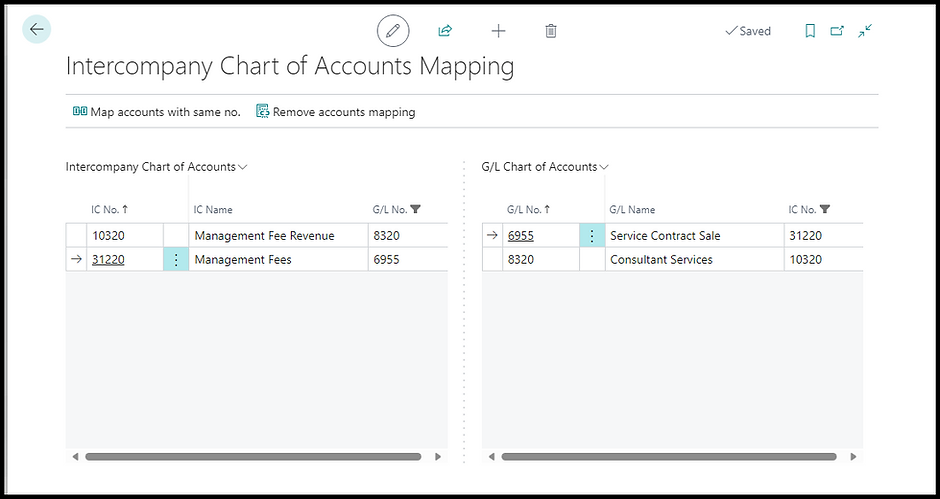 Saved
Intercompany Chart of Accounts Mapping
Map accounts with same no. Remove accounts mapping
Intercompany Chart of Accounts
IC No. ↑ IC Name G/L No.
10320 Management Fee Revenue 8320
31220 Management Fees 6955
G/L Chart of Accounts
G/L No. ↑ G/L Name IC No.
6955 Service Contract Sale 31220
8320 Consultant Services 10320